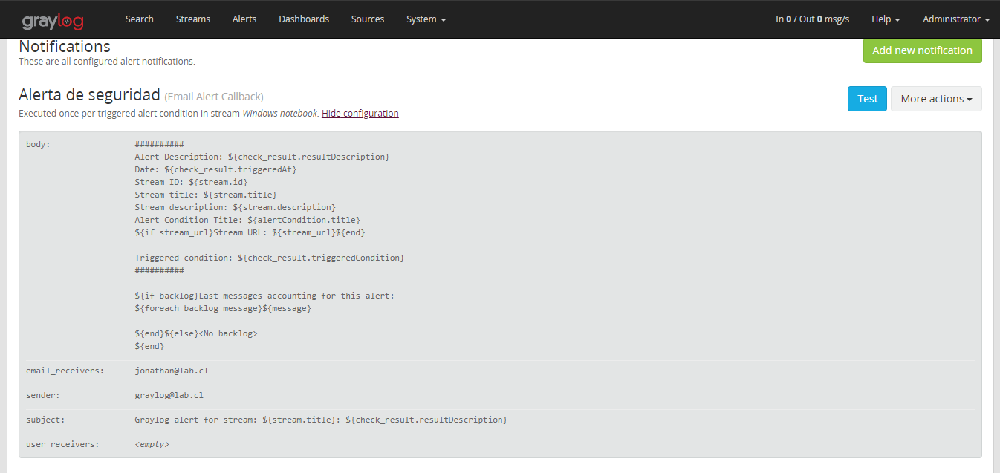 graylog Search Streams Alerts Dashboards Sources System In 0 / Out 0 msg/s Help Administrator
Notifications
Add new notification
These are all configured alert notifications.
Alerta de seguridad (Email Alert Callback)
Test More actions
Executed once per triggered alert condition in stream Windows notebook. Hide configuration
body: ##########
Alert Description: ${check_result.resultDescription}
Date: ${check_result.triggeredAt}
Stream ID: ${stream.id}
Stream title: ${stream.title}
Stream description: ${stream.description}
Alert Condition Title: ${alertCondition.title}
${if stream_url}Stream URL: ${stream_url}${end}
Triggered condition: ${check_result.triggeredCondition}
##########
${if backlog}Last messages accounting for this alert:
${foreach backlog message}${message}
${end}${else}<No backlog>
${end}
email_receivers: jonathan@lab.cl
sender: graylog@lab.cl
subject: Graylog alert for stream: ${stream.title}: ${check_result.resultDescription}
user_receivers: <empty>